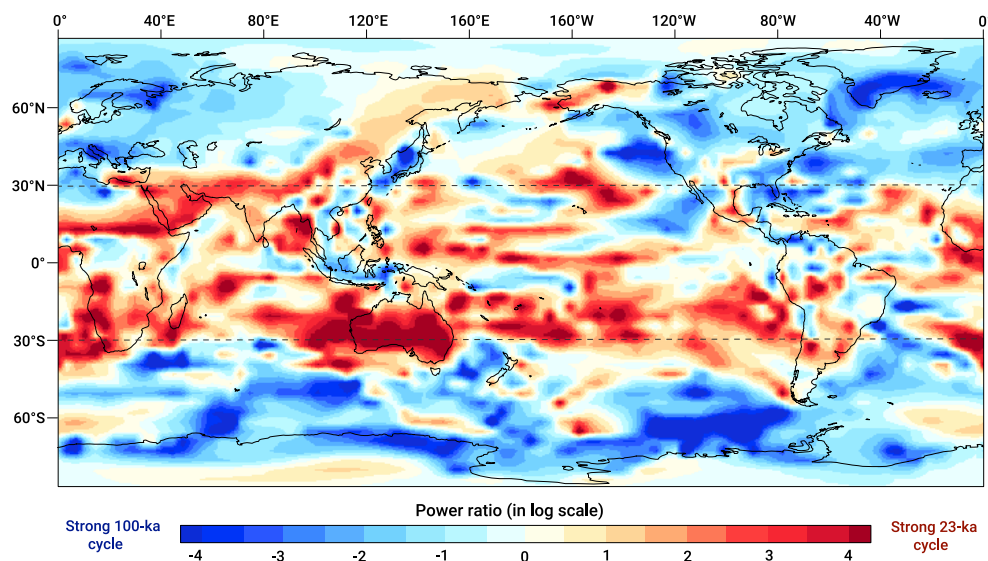 0 40°E 80°E 120°E 160°E 160°W 120°W 80°W 40°W 0
60°N
30°N
0°
30°S
60°S
Power ratio (in log scale)
Strong 100-ka
cycle
-4 -3 -2 -1 0 1 2 3 4
Strong 23-ka
cycle